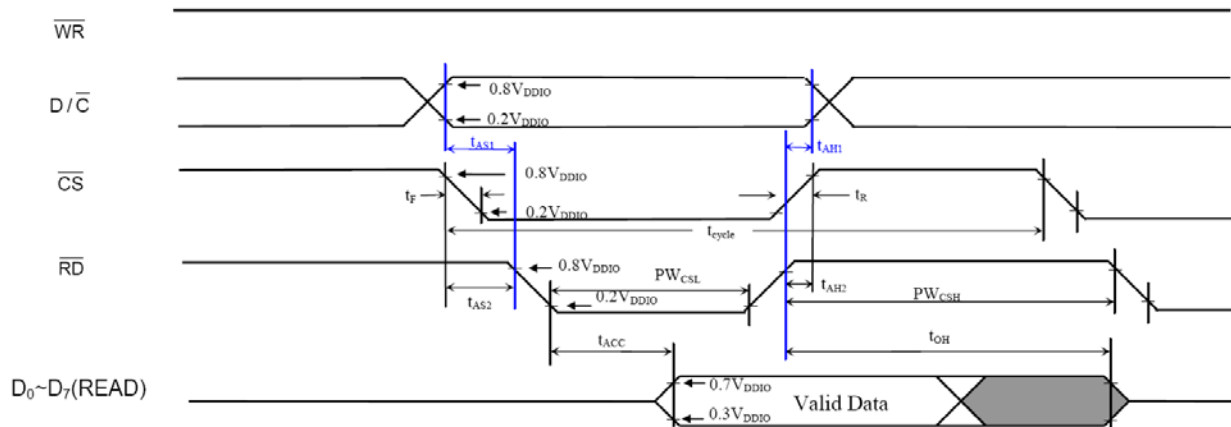 WR
D / C
0.8VDDIO
0.2VDDIO
tAS1
tAH1
CS
0.8VDDIO
tF
tR
0.2VDDIO
tcycle
RD
0.8VDDIO
PWCSL
tAS2
0.2VDDIO
tAH2
PWCSH
tACC
tOH
D0~D7(READ)
0.7VDDIO
Valid Data
0.3VDDIO